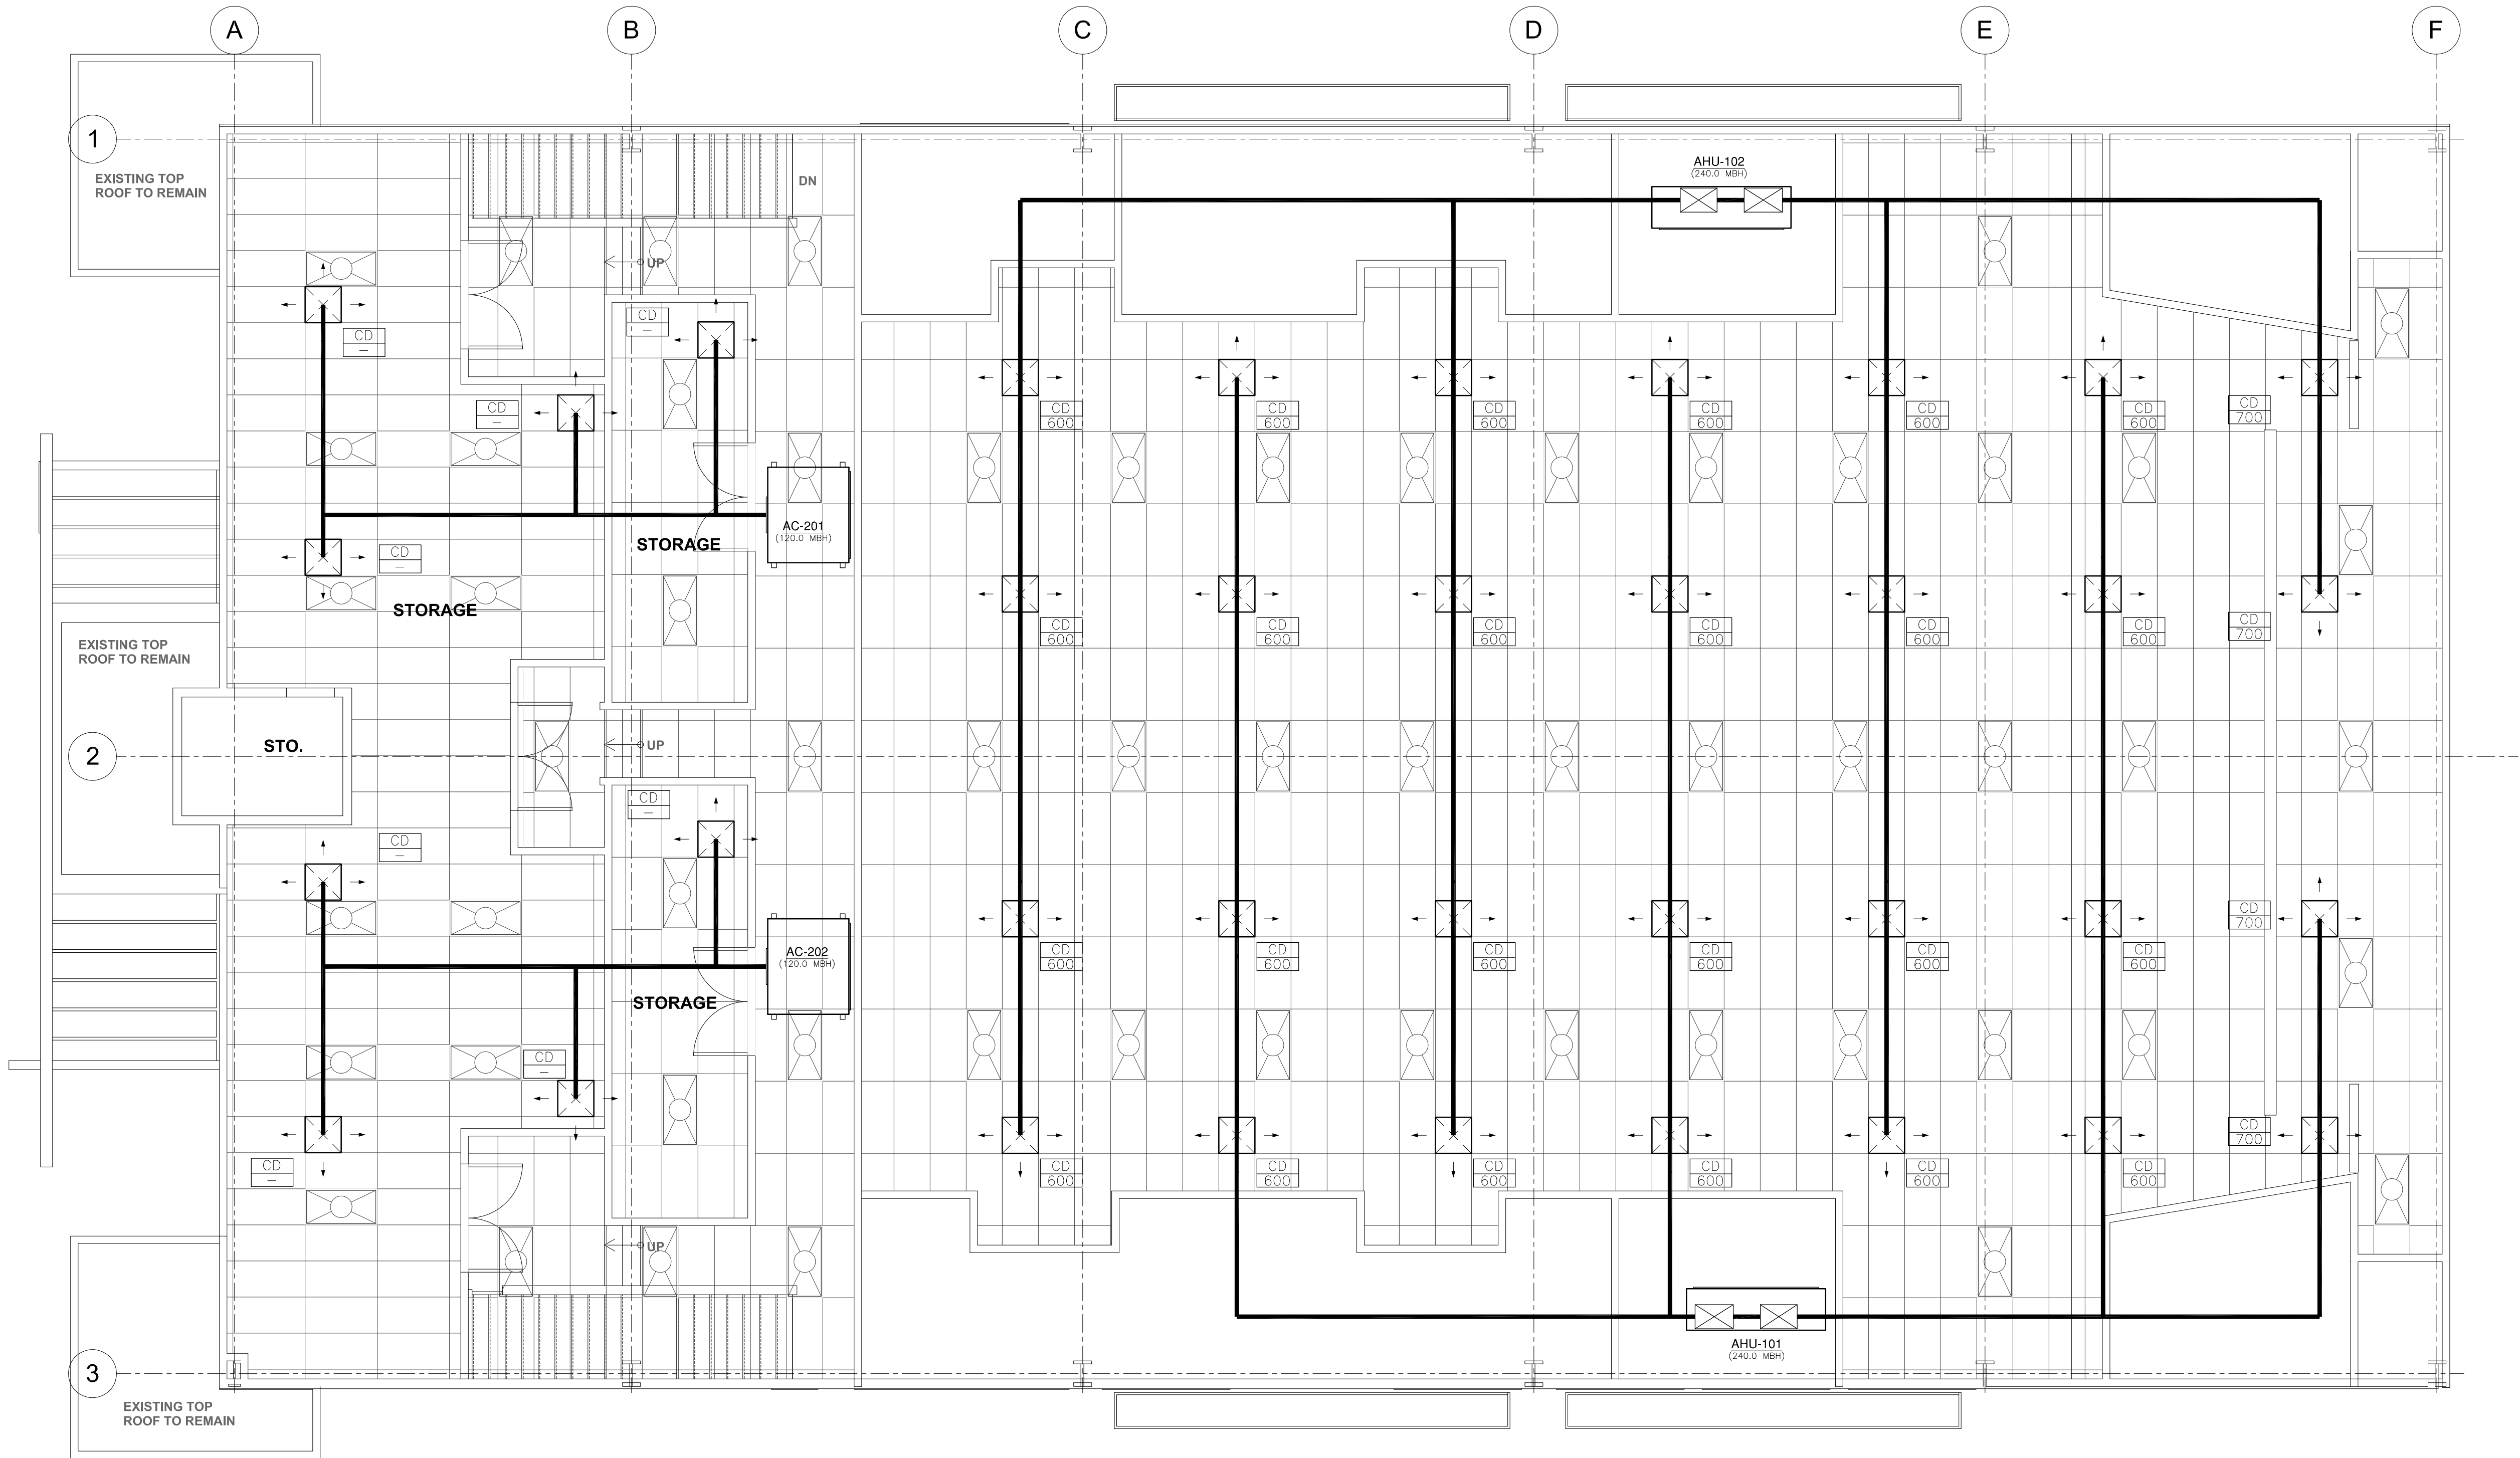 A
B
C
D
E
F
1
EXISTING TOP
ROOF TO REMAIN
DN
AHU-102
(240.0 MBH)
UP
CD
—
CD
—
CD
—
CD
600
CD
600
CD
600
CD
600
CD
600
CD
600
CD
700
AC-201
(120.0 MBH)
STORAGE
CD
—
STORAGE
CD
600
CD
600
CD
600
CD
600
CD
600
CD
600
CD
700
EXISTING TOP
ROOF TO REMAIN
2
STO.
UP
CD
—
CD
—
CD
700
AC-202
(120.0 MBH)
CD
600
CD
600
CD
600
CD
600
CD
600
CD
600
STORAGE
CD
—
CD
700
CD
—
CD
600
CD
600
CD
600
CD
600
CD
600
CD
600
UP
AHU-101
(240.0 MBH)
3
EXISTING TOP
ROOF TO REMAIN